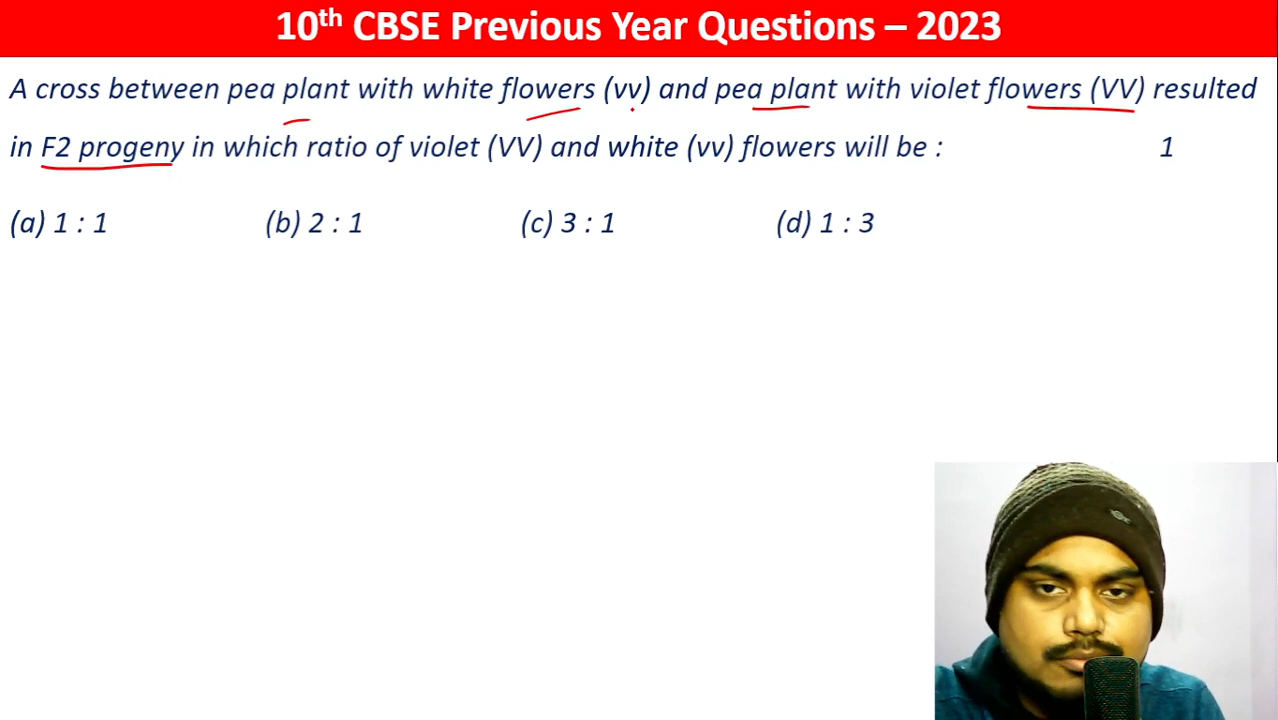 10th CBSE Previous Year Questions – 2023
A cross between pea plant with white flowers (vv) and pea plant with violet flowers (VV) resulted
in F2 progeny in which ratio of violet (VV) and white (vv) flowers will be : 1
(a) 1 : 1 (b) 2 : 1 (c) 3 : 1 (d) 1 : 3